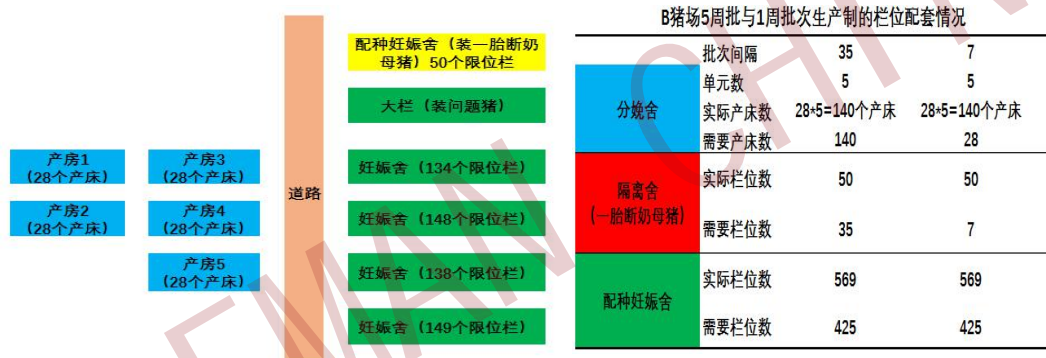 配种妊娠舍（装一胎断奶
母猪）50个限位栏
大栏（装问题猪）
产房1
（28个产床）
产房3
（28个产床）
妊娠舍（134个限位栏）
道路
产房2
（28个产床）
产房4
（28个产床）
妊娠舍（148个限位栏）
产房5
（28个产床）
妊娠舍（138个限位栏）
妊娠舍（149个限位栏）
B猪场5周批与1周批次生产制的栏位配套情况
批次间隔 35 7
分娩舍
单元数 5 5
实际产床数 28*5=140个产床 28*5=140个产床
需要产床数 140 28
隔离舍
（一胎断奶母猪）
实际栏位数 50 50
需要栏位数 35 7
配种妊娠舍
实际栏位数 569 569
需要栏位数 425 425